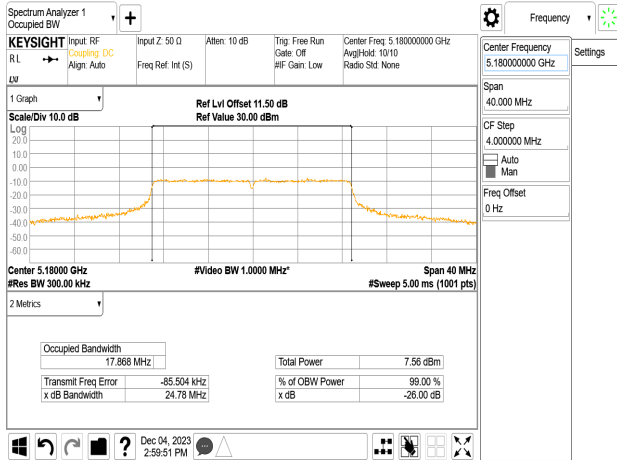 Spectrum Analyzer 1
Occupied BW
Frequency
KEYSIGHT
Input: RF
Coupling: DC
Align: Auto
Input Z: 50 Ω
Freq Ref: Int (S)
Atten: 10 dB
Trig: Free Run
Gate: Off
#IF Gain: Low
Center Freq: 5.180000000 GHz
Avg|Hold: 10/10
Radio Std: None
R L
LXI
1 Graph
Scale/Div 10.0 dB
Ref Lvl Offset 11.50 dB
Ref Value 30.00 dBm
Log
20.0
10.0
0.00
-10.0
-20.0
-30.0
-40.0
-50.0
-60.0
Center 5.18000 GHz
#Res BW 300.00 kHz
#Video BW 1.0000 MHz*
Span 40 MHz
#Sweep 5.00 ms (1001 pts)
2 Metrics
Occupied Bandwidth
17.868 MHz
Total Power 7.56 dBm
Transmit Freq Error -85.504 kHz
% of OBW Power 99.00 %
x dB Bandwidth 24.78 MHz
x dB -26.00 dB
Center Frequency
5.180000000 GHz
Settings
Span
40.000 MHz
CF Step
4.000000 MHz
Auto
Man
Freq Offset
0 Hz
?
Dec 04, 2023
2:59:51 PM